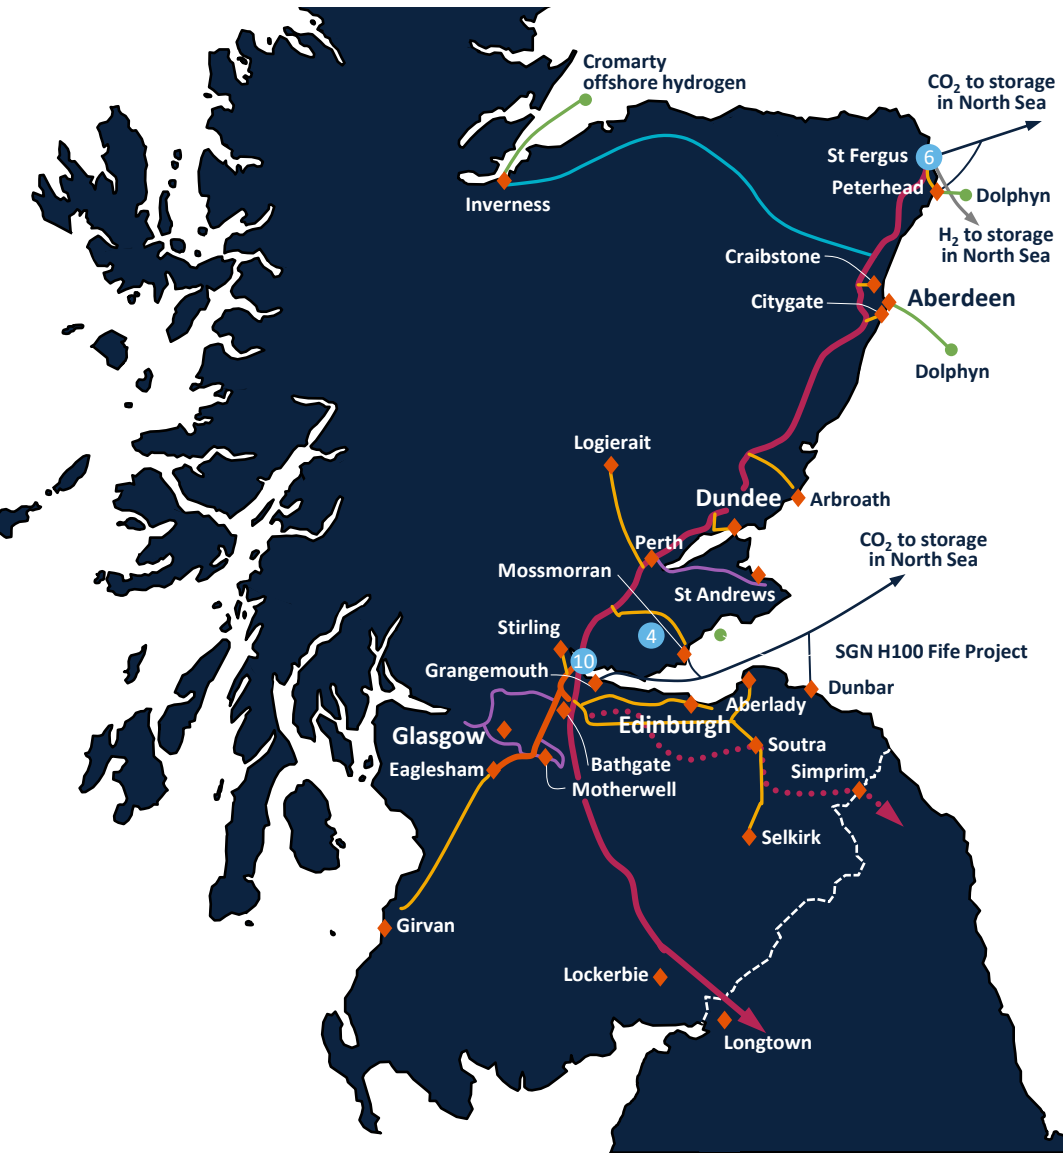 Cromarty
offshore hydrogen
CO₂ to storage
in North Sea
St Fergus
6
Peterhead
Dolphyn
Inverness
H₂ to storage
in North Sea
Craibstone
Citygate
Aberdeen
Dolphyn
Logierait
Dundee
Arbroath
Perth
CO₂ to storage
in North Sea
Mossmorran
St Andrews
Stirling
4
10
SGN H100 Fife Project
Grangemouth
Dunbar
Aberlady
Edinburgh
Glasgow
Soutra
Bathgate
Eaglesham
Simprim
Motherwell
Selkirk
Girvan
Lockerbie
Longtown